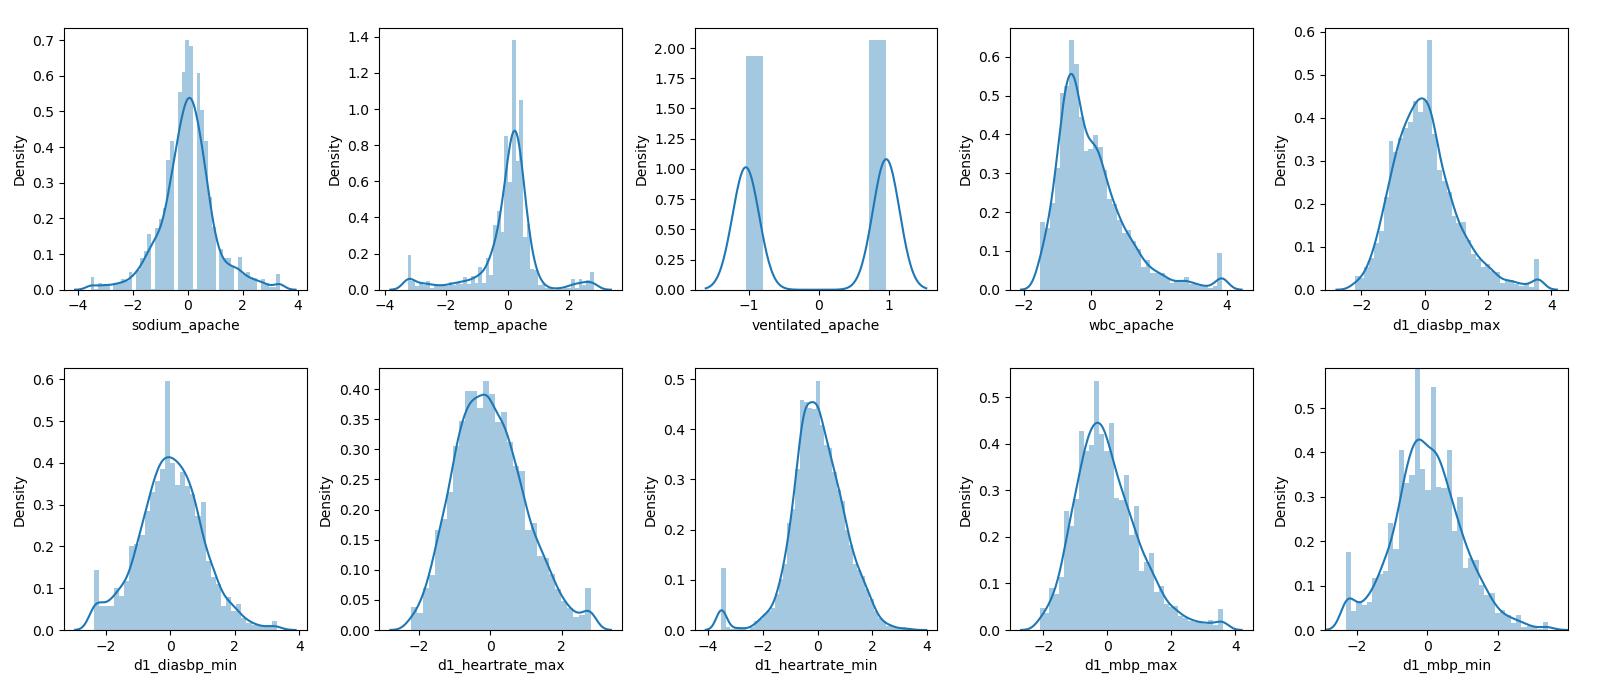 0.7
0.6
0.5
0.4
0.3
0.2
0.1
0.0
Density
−4 −2 0 2 4
sodium_apache
1.4
1.2
1.0
0.8
0.6
0.4
0.2
0.0
Density
−4 −2 0 2
temp_apache
2.00
1.75
1.50
1.25
1.00
0.75
0.50
0.25
0.00
Density
−1 0 1
ventilated_apache
0.6
0.5
0.4
0.3
0.2
0.1
0.0
Density
−2 0 2 4
wbc_apache
0.6
0.5
0.4
0.3
0.2
0.1
0.0
Density
−2 0 2 4
d1_diasbp_max
0.6
0.5
0.4
0.3
0.2
0.1
0.0
Density
−2 0 2 4
d1_diasbp_min
0.40
0.35
0.30
0.25
0.20
0.15
0.10
0.05
0.00
Density
−2 0 2
d1_heartrate_max
0.5
0.4
0.3
0.2
0.1
0.0
Density
−4 −2 0 2 4
d1_heartrate_min
0.5
0.4
0.3
0.2
0.1
0.0
Density
−2 0 2 4
d1_mbp_max
0.5
0.4
0.3
0.2
0.1
0.0
Density
−2 0 2
d1_mbp_min